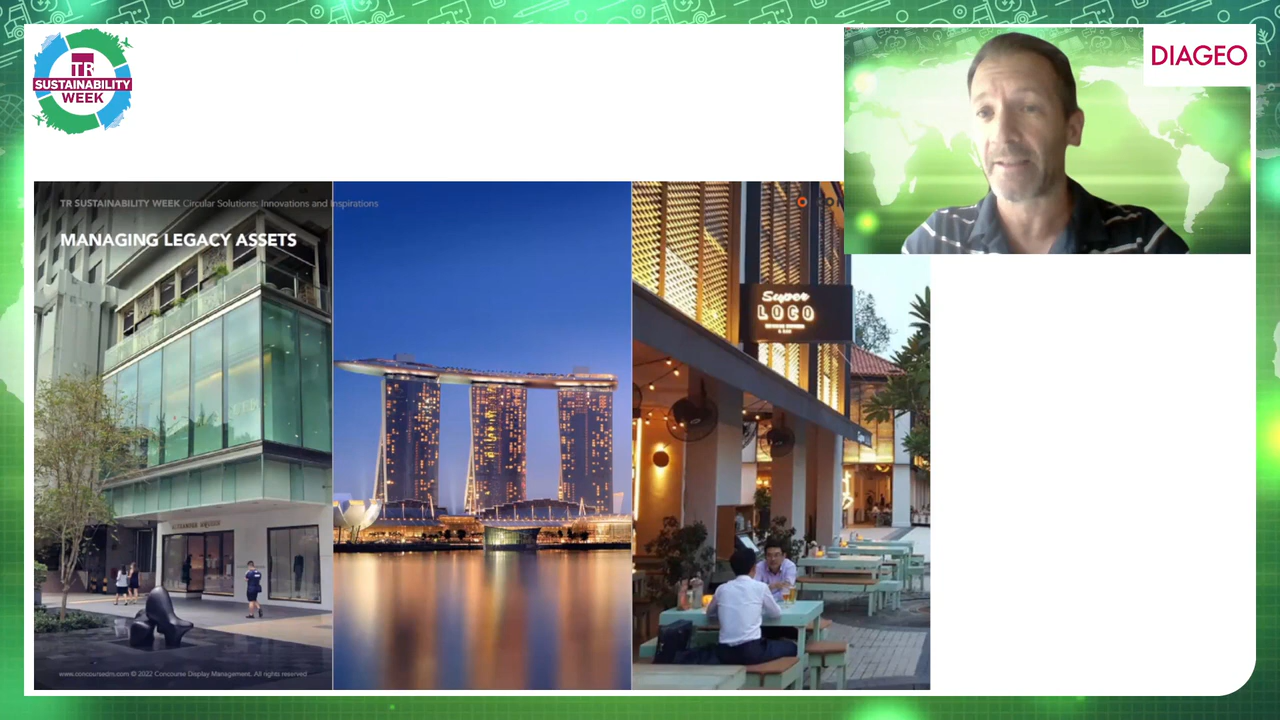 TR
SUSTAINABILITY
WEEK
DIAGEO
TR SUSTAINABILITY WEEK Circular Solutions: Innovations and Inspirations
MANAGING LEGACY ASSETS
Super
LOCO
www.concoursedm.com © 2022 Concourse Display Management. All rights reserved.